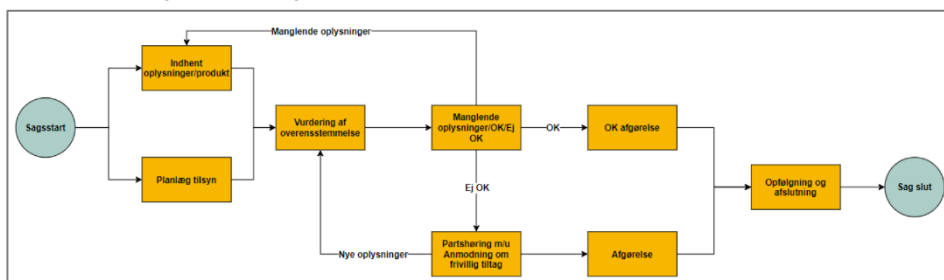 Manglende oplysninger
Indhent
oplysninger/produkt
Sagsstart
Vurdering af
overensstemmelse
Manglende
oplysninger/OK/Ej
OK
OK
OK afgørelse
Planlæg tilsyn
Ej OK
Opfølgning og
afslutning
Sag slut
Nye oplysninger
Partshøring m/u
Anmodning om
frivillig tiltag
Afgørelse